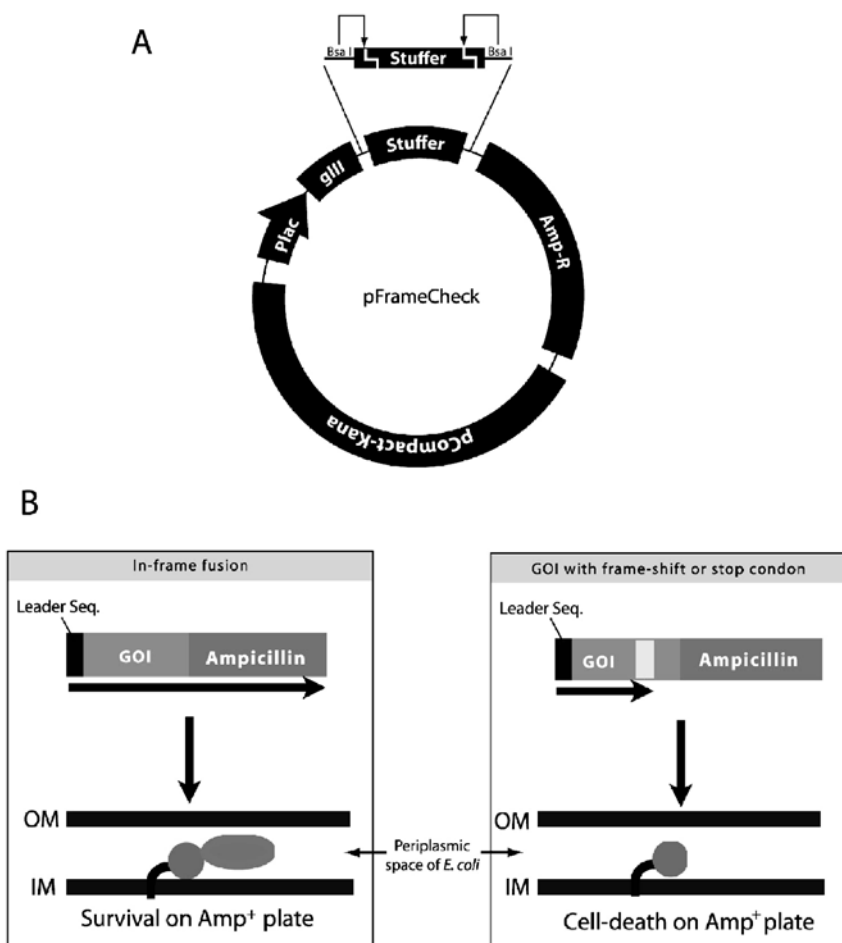 A
Bsa I
Stuffer
Bsa I
Stuffer
gIII
Plac
Amp-R
pFrameCheck
pCompact-Kana
B
In-frame fusion
Leader Seq.
GOI
Ampicillin
OM
IM
Survival on Amp⁺ plate
Periplasmic
space of E. coli
GOI with frame-shift or stop condon
Leader Seq.
GOI
Ampicillin
OM
IM
Cell-death on Amp⁺ plate